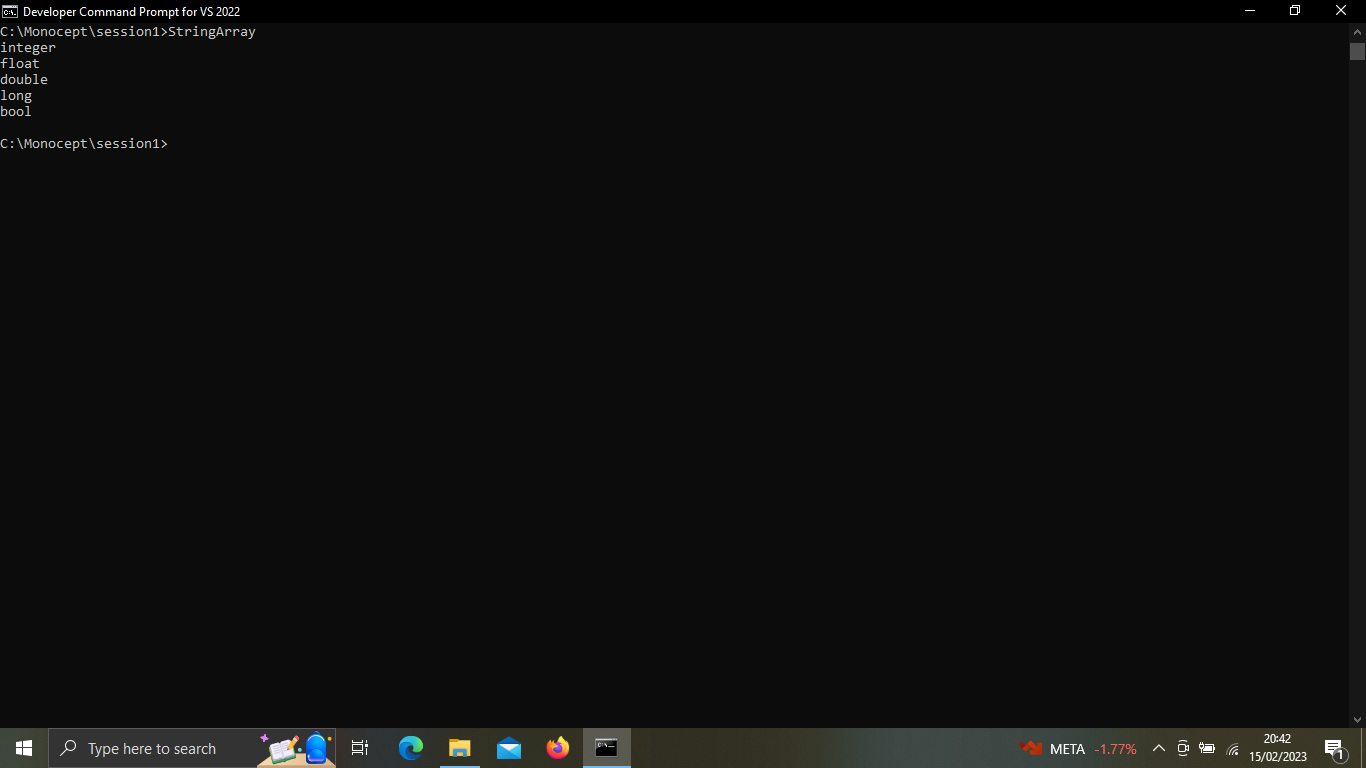 Developer Command Prompt for VS 2022
C:\Monocept\session1>StringArray
integer
float
double
long
bool
C:\Monocept\session1>
Type here to search
META -1.77%
20:42
15/02/2023
1